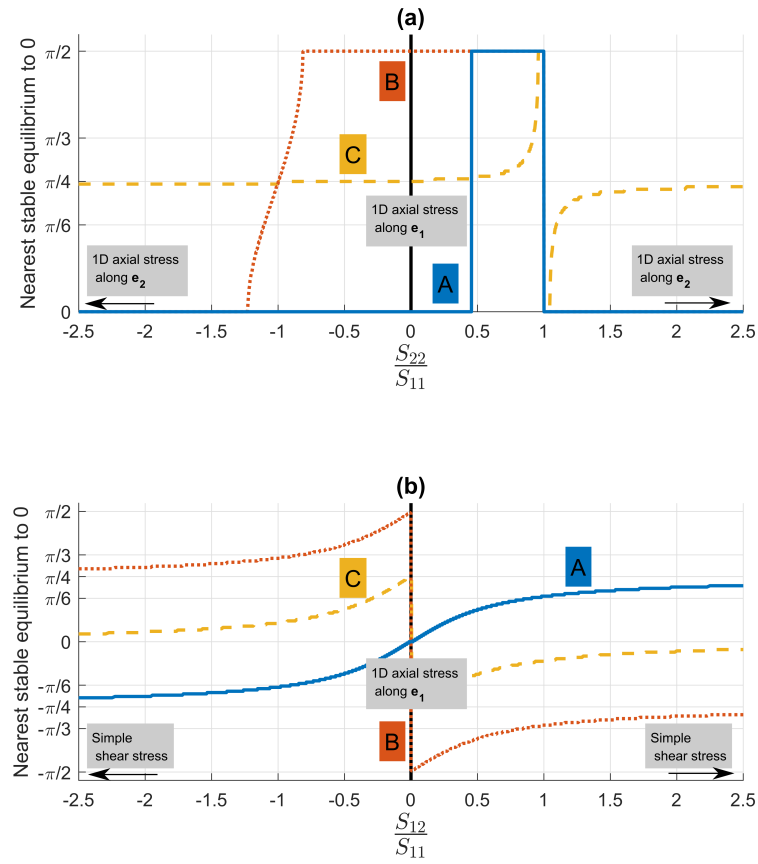 (a)
Nearest stable equilibrium to 0
π/2
π/3
π/4
π/6
0
B
C
A
1D axial stress
along e2
1D axial stress
along e1
1D axial stress
along e2
-2.5 -2 -1.5 -1 -0.5 0 0.5 1 1.5 2 2.5
S22
S11
(b)
Nearest stable equilibrium to 0
π/2
π/3
π/4
π/6
0
-π/6
-π/4
-π/3
-π/2
C
A
1D axial stress
along e1
B
Simple
shear stress
Simple
shear stress
-2.5 -2 -1.5 -1 -0.5 0 0.5 1 1.5 2 2.5
S12
S11